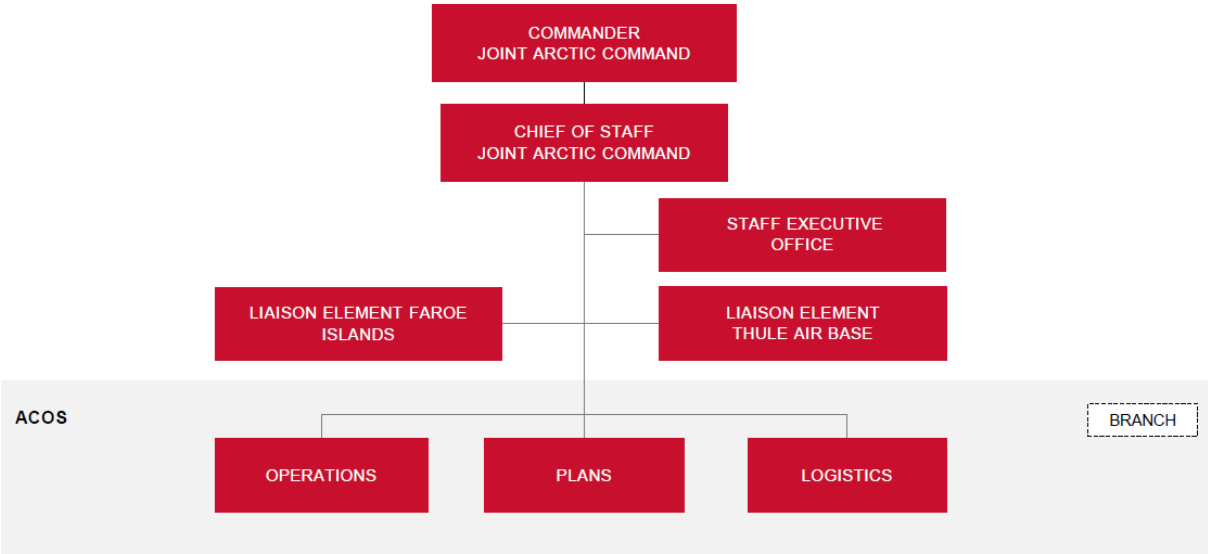 COMMANDER
JOINT ARCTIC COMMAND
CHIEF OF STAFF
JOINT ARCTIC COMMAND
STAFF EXECUTIVE
OFFICE
LIAISON ELEMENT FAROE
ISLANDS
LIAISON ELEMENT
THULE AIR BASE
ACOS
BRANCH
OPERATIONS
PLANS
LOGISTICS